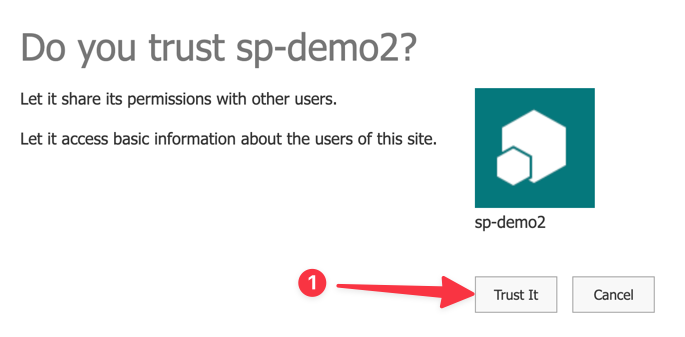 Do you trust sp-demo2?
Let it share its permissions with other users.
Let it access basic information about the users of this site.
sp-demo2
1
Trust It
Cancel